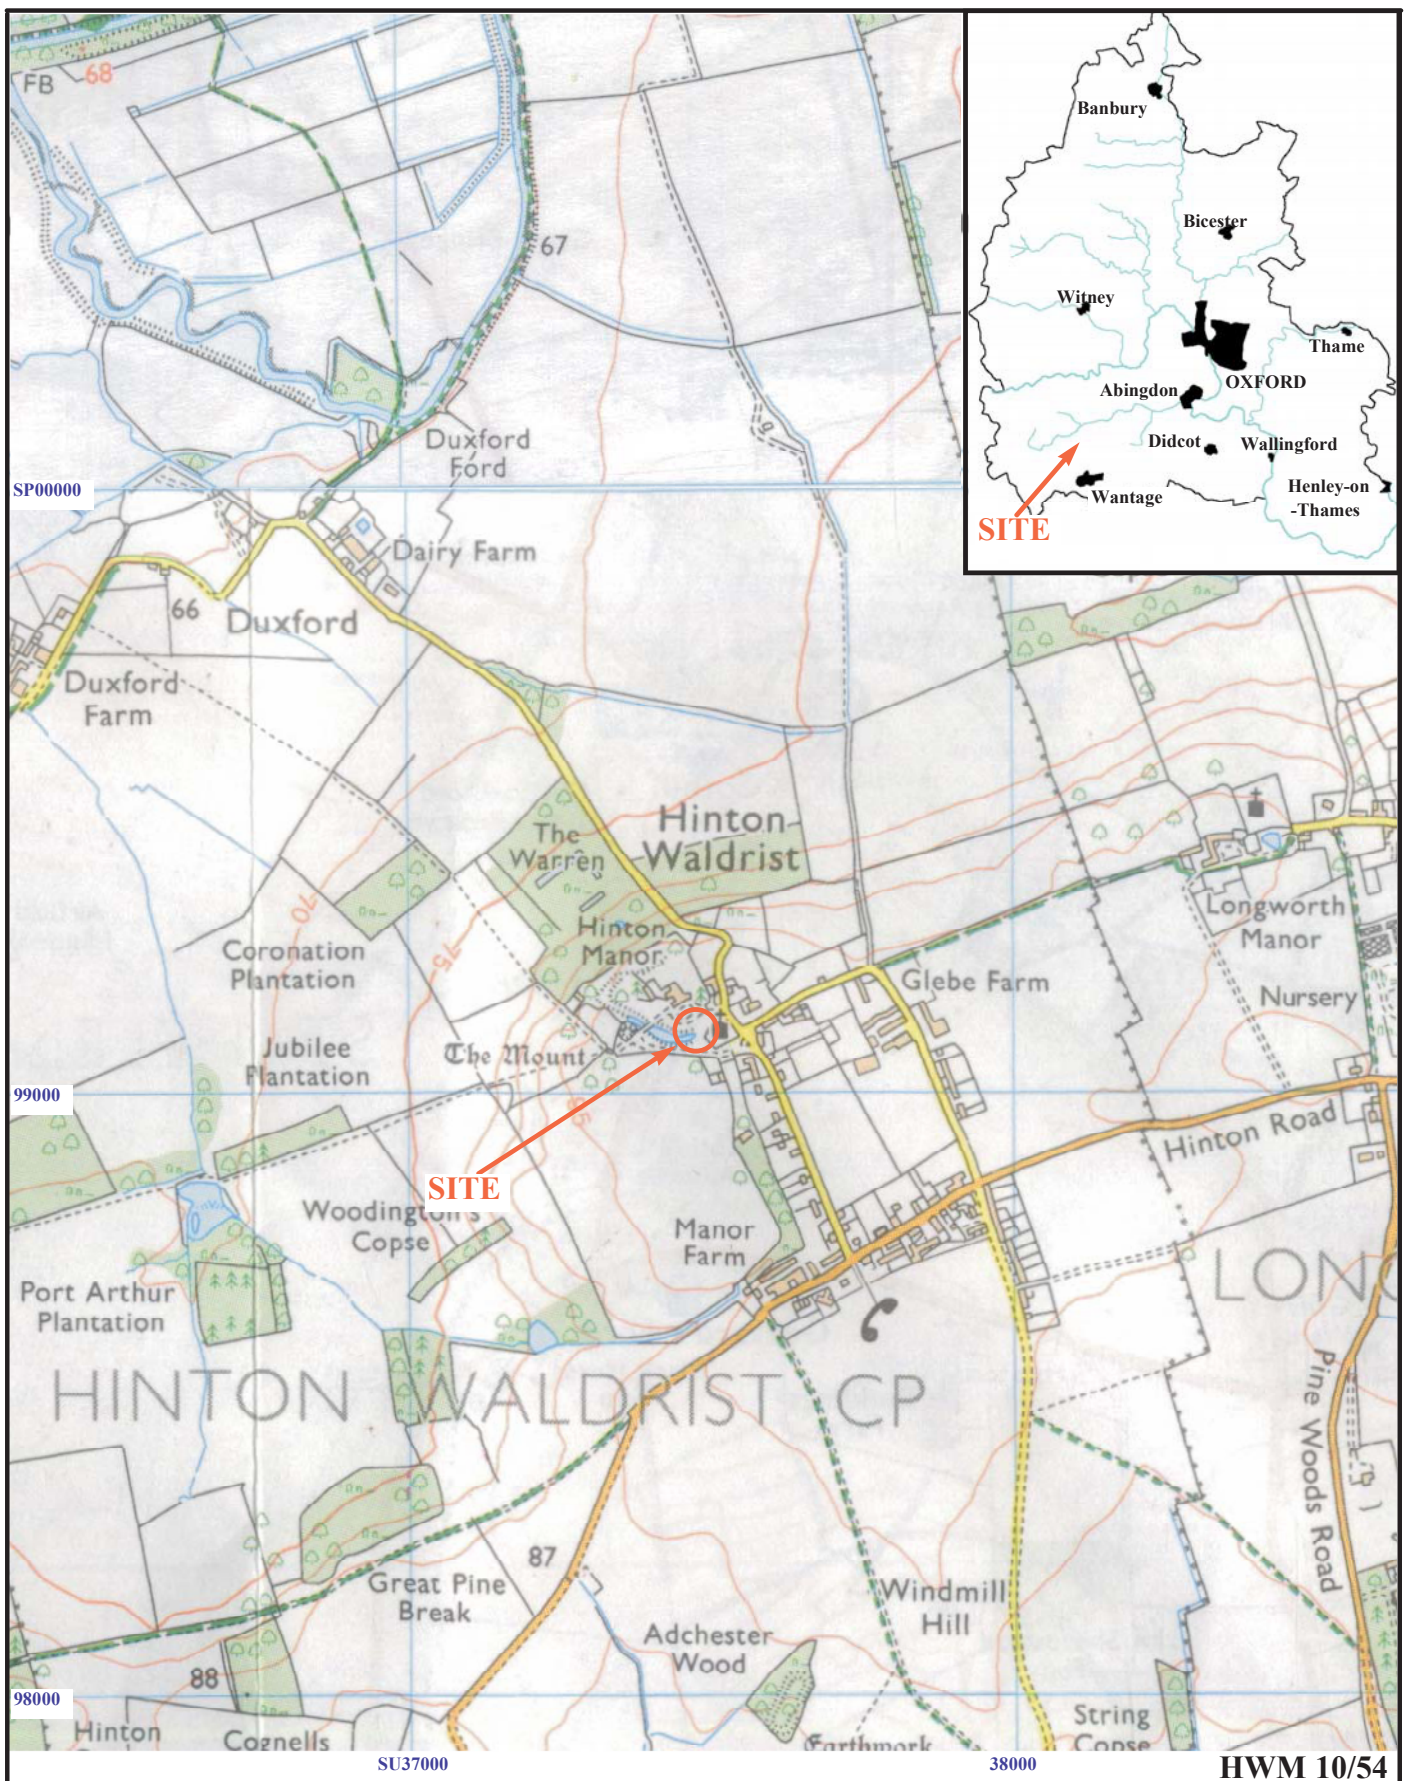 FB
68
67
Duxford
Ford
SP00000
Dairy Farm
66
Duxford
Duxford
Farm
Banbury
Bicester
Witney
Thame
OXFORD
Abingdon
Didcot
Wallingford
Henley-on
-Thames
Wantage
SITE
Hinton
Waldrist
The
Warren
70
75
Hinton
Manor
Coronation
Plantation
Longworth
Manor
Glebe Farm
Nursery
Jubilee
Plantation
The Mount
99000
85
Hinton Road
SITE
Woodington's
Copse
Manor
Farm
Port Arthur
Plantation
LONG
HINTON WALDRIST CP
Pine Woods Road
87
Great Pine
Break
Windmill
Hill
Adchester
Wood
88
98000
Hinton
Cognells
Earthwork
String
Copse
SU37000
38000
HWM 10/54